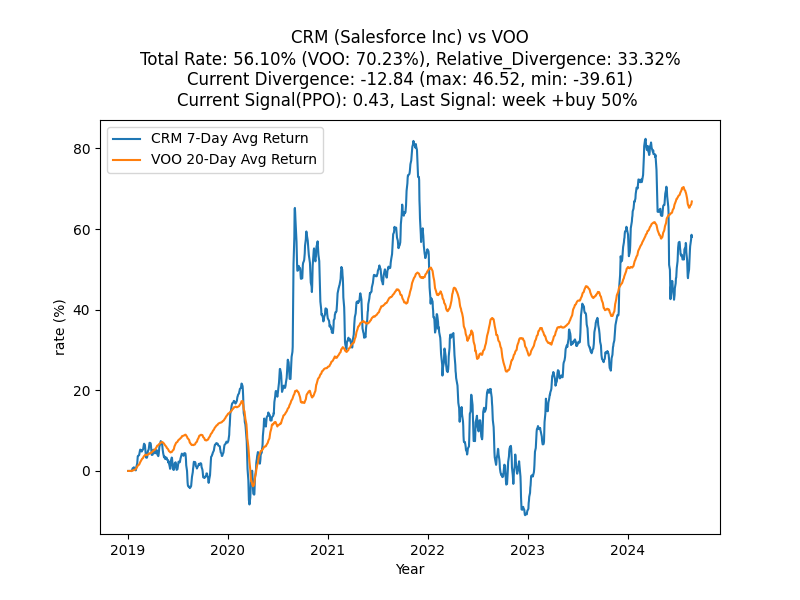 CRM (Salesforce Inc) vs VOO
Total Rate: 56.10% (VOO: 70.23%), Relative_Divergence: 33.32%
Current Divergence: -12.84 (max: 46.52, min: -39.61)
Current Signal(PPO): 0.43, Last Signal: week +buy 50%
CRM 7-Day Avg Return
VOO 20-Day Avg Return
80
60
40
20
0
rate (%)
2019 2020 2021 2022 2023 2024
Year